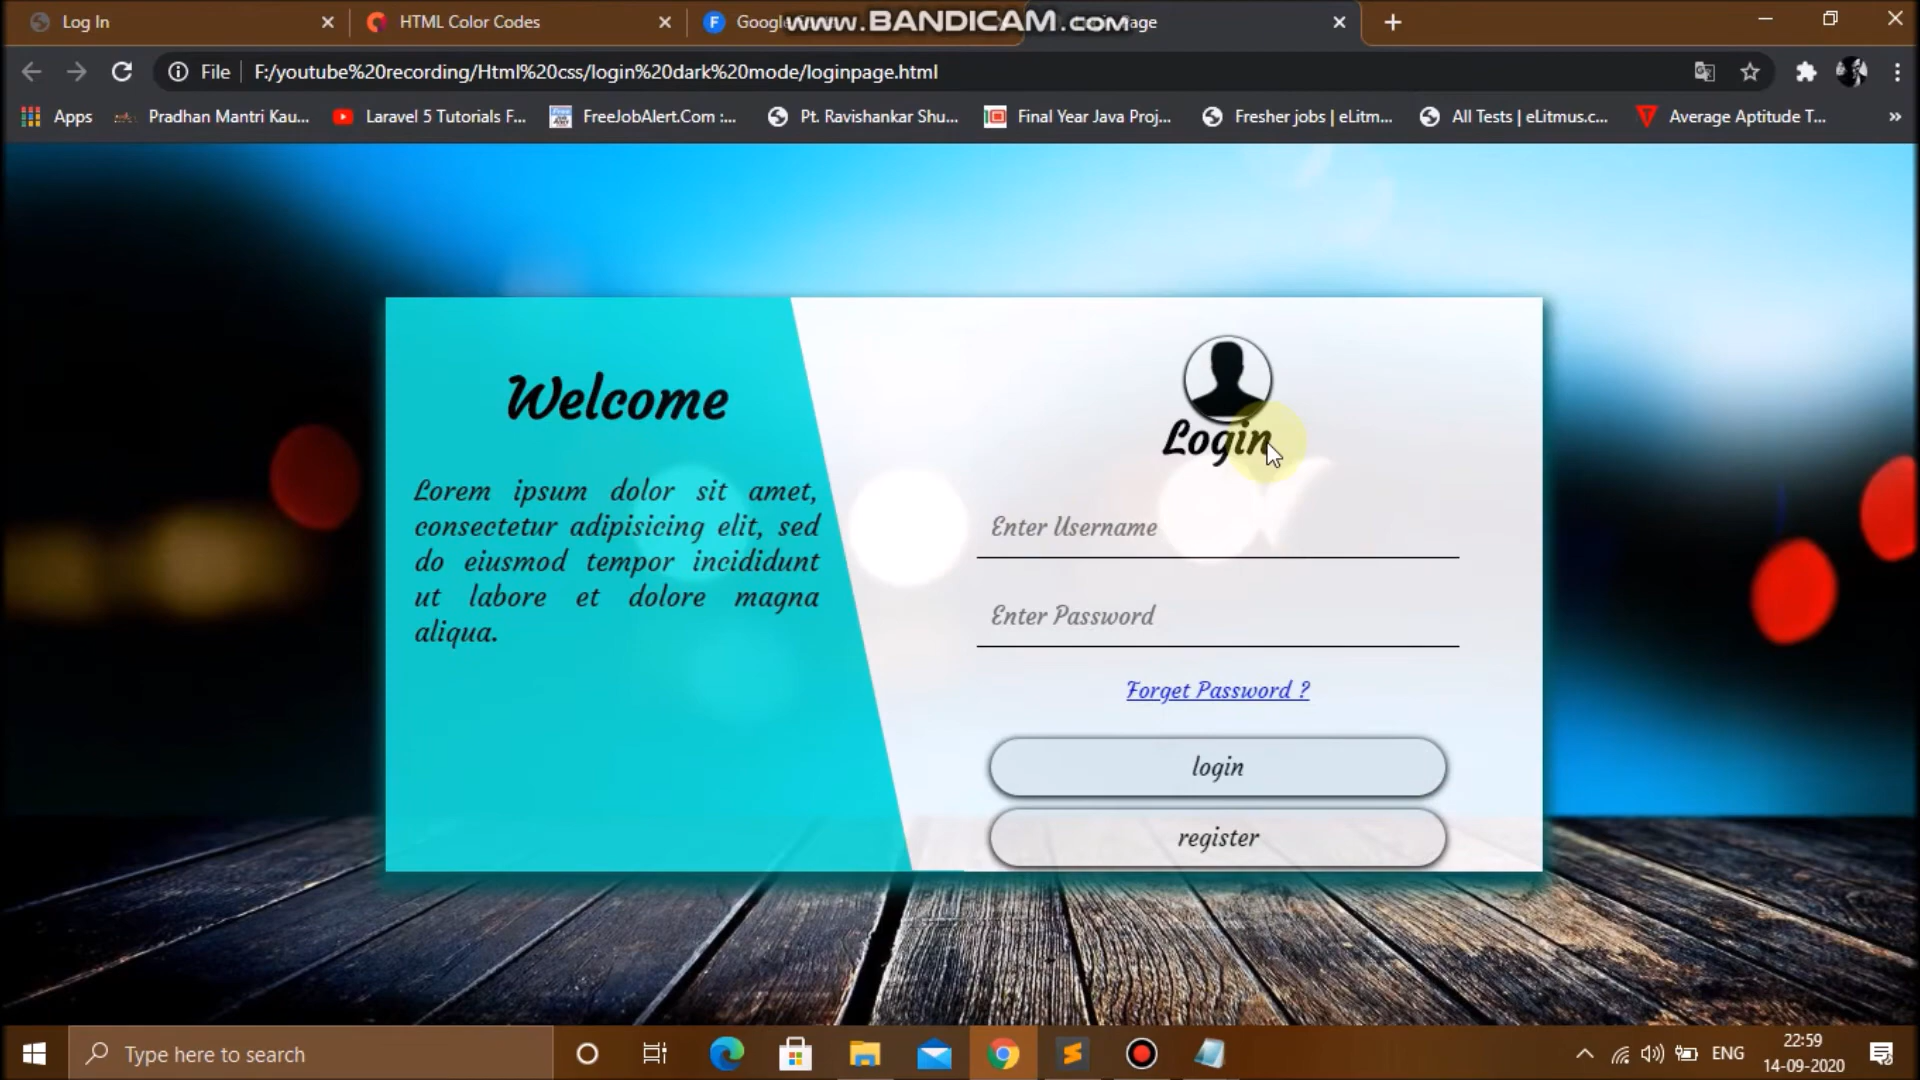 Log In
HTML Color Codes
Google
www.BANDICAM.com
Page
File
F:/youtube%20recording/Html%20css/login%20dark%20mode/loginpage.html
Apps
Pradhan Mantri Kau...
Laravel 5 Tutorials F...
FreeJobAlert.Com :...
Pt. Ravishankar Shu...
Final Year Java Proj...
Fresher jobs | eLitm...
All Tests | eLitmus.c...
Average Aptitude T...
»
Welcome
Lorem ipsum dolor sit amet,
consectetur adipisicing elit, sed
do eiusmod tempor incididunt
ut labore et dolore magna
aliqua.
Login
Enter Username
Enter Password
Forget Password ?
login
register
Type here to search
ENG
22:59
14-09-2020